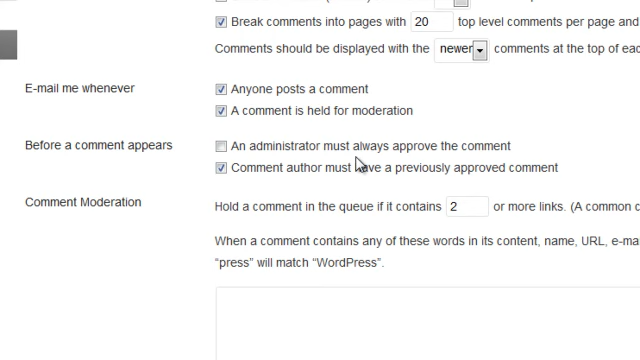 Break comments into pages with 20 top level comments per page and
Comments should be displayed with the newer comments at the top of eac
E-mail me whenever
Anyone posts a comment
A comment is held for moderation
Before a comment appears
An administrator must always approve the comment
Comment author must have a previously approved comment
Comment Moderation
Hold a comment in the queue if it contains 2 or more links. (A common c
When a comment contains any of these words in its content, name, URL, e-mai
“press” will match “WordPress”.